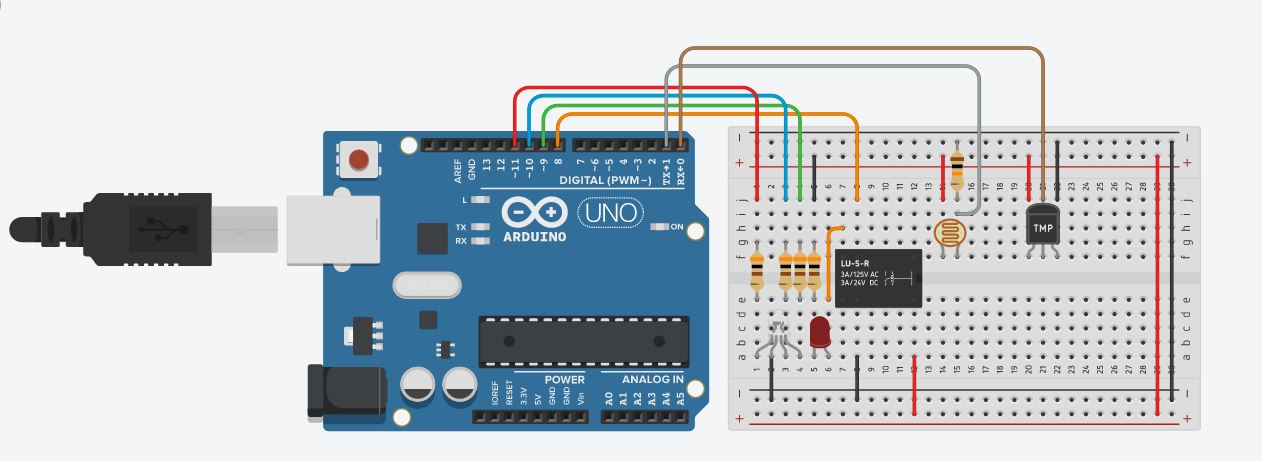 AREF
GND
13
12
~11
~10
~9
8
7
~6
~5
4
~3
2
TX→1
RX←0
DIGITAL (PWM~)
L
TX
RX
UNO
ARDUINO
ON
IOREF
RESET
3.3V
5V
GND
GND
Vin
POWER
ANALOG IN
A0
A1
A2
A3
A4
A5
TMP
LU-5-R
3A/125V AC
3A/24V DC
j
i
h
g
f
e
d
c
b
a
1 2 3 4 5 6 7 8 9 10 11 12 13 14 15 16 17 18 19 20 21 22 23 24 25 26 27 28 29